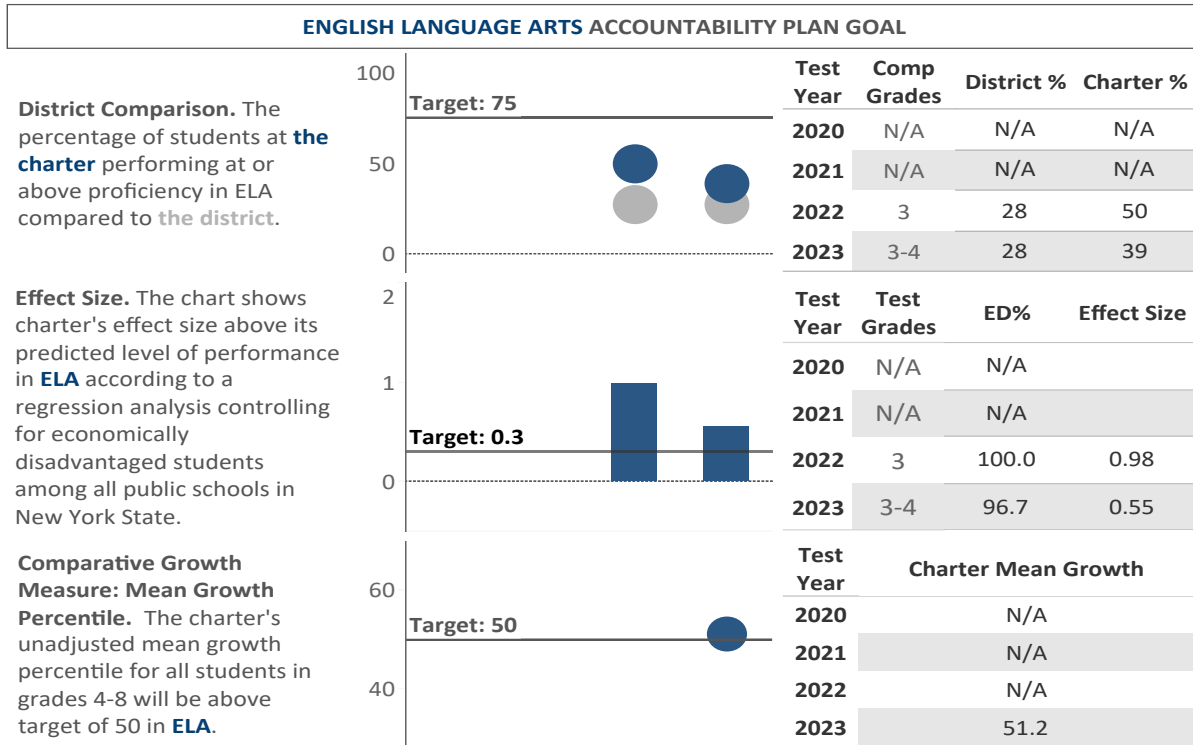 ENGLISH LANGUAGE ARTS ACCOUNTABILITY PLAN GOAL
District Comparison. The
percentage of students at the
charter performing at or
above proficiency in ELA
compared to the district.
100
50
0
Target: 75
Test Year Comp Grades District % Charter %
2020 N/A N/A N/A
2021 N/A N/A N/A
2022 3 28 50
2023 3-4 28 39
Effect Size. The chart shows
charter's effect size above its
predicted level of performance
in ELA according to a
regression analysis controlling
for economically
disadvantaged students
among all public schools in
New York State.
2
1
0
Target: 0.3
Test Year Test Grades ED% Effect Size
2020 N/A N/A
2021 N/A N/A
2022 3 100.0 0.98
2023 3-4 96.7 0.55
Comparative Growth
Measure: Mean Growth
Percentile. The charter's
unadjusted mean growth
percentile for all students in
grades 4-8 will be above
target of 50 in ELA.
60
40
Target: 50
Test Year Charter Mean Growth
2020 N/A
2021 N/A
2022 N/A
2023 51.2